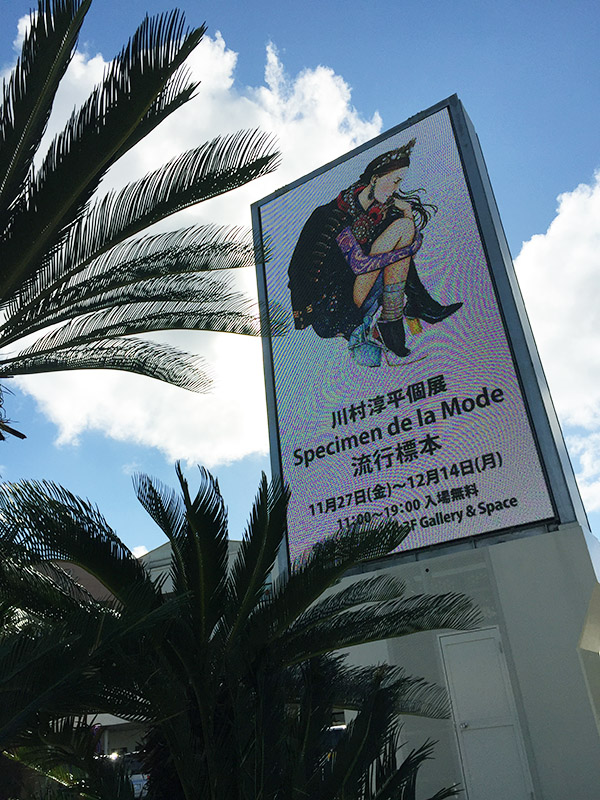 川村淳平個展
Specimen de la Mode
流行標本
11月27日(金)～12月14日(月)
11:00～19:00 入場無料
Gallery & Space